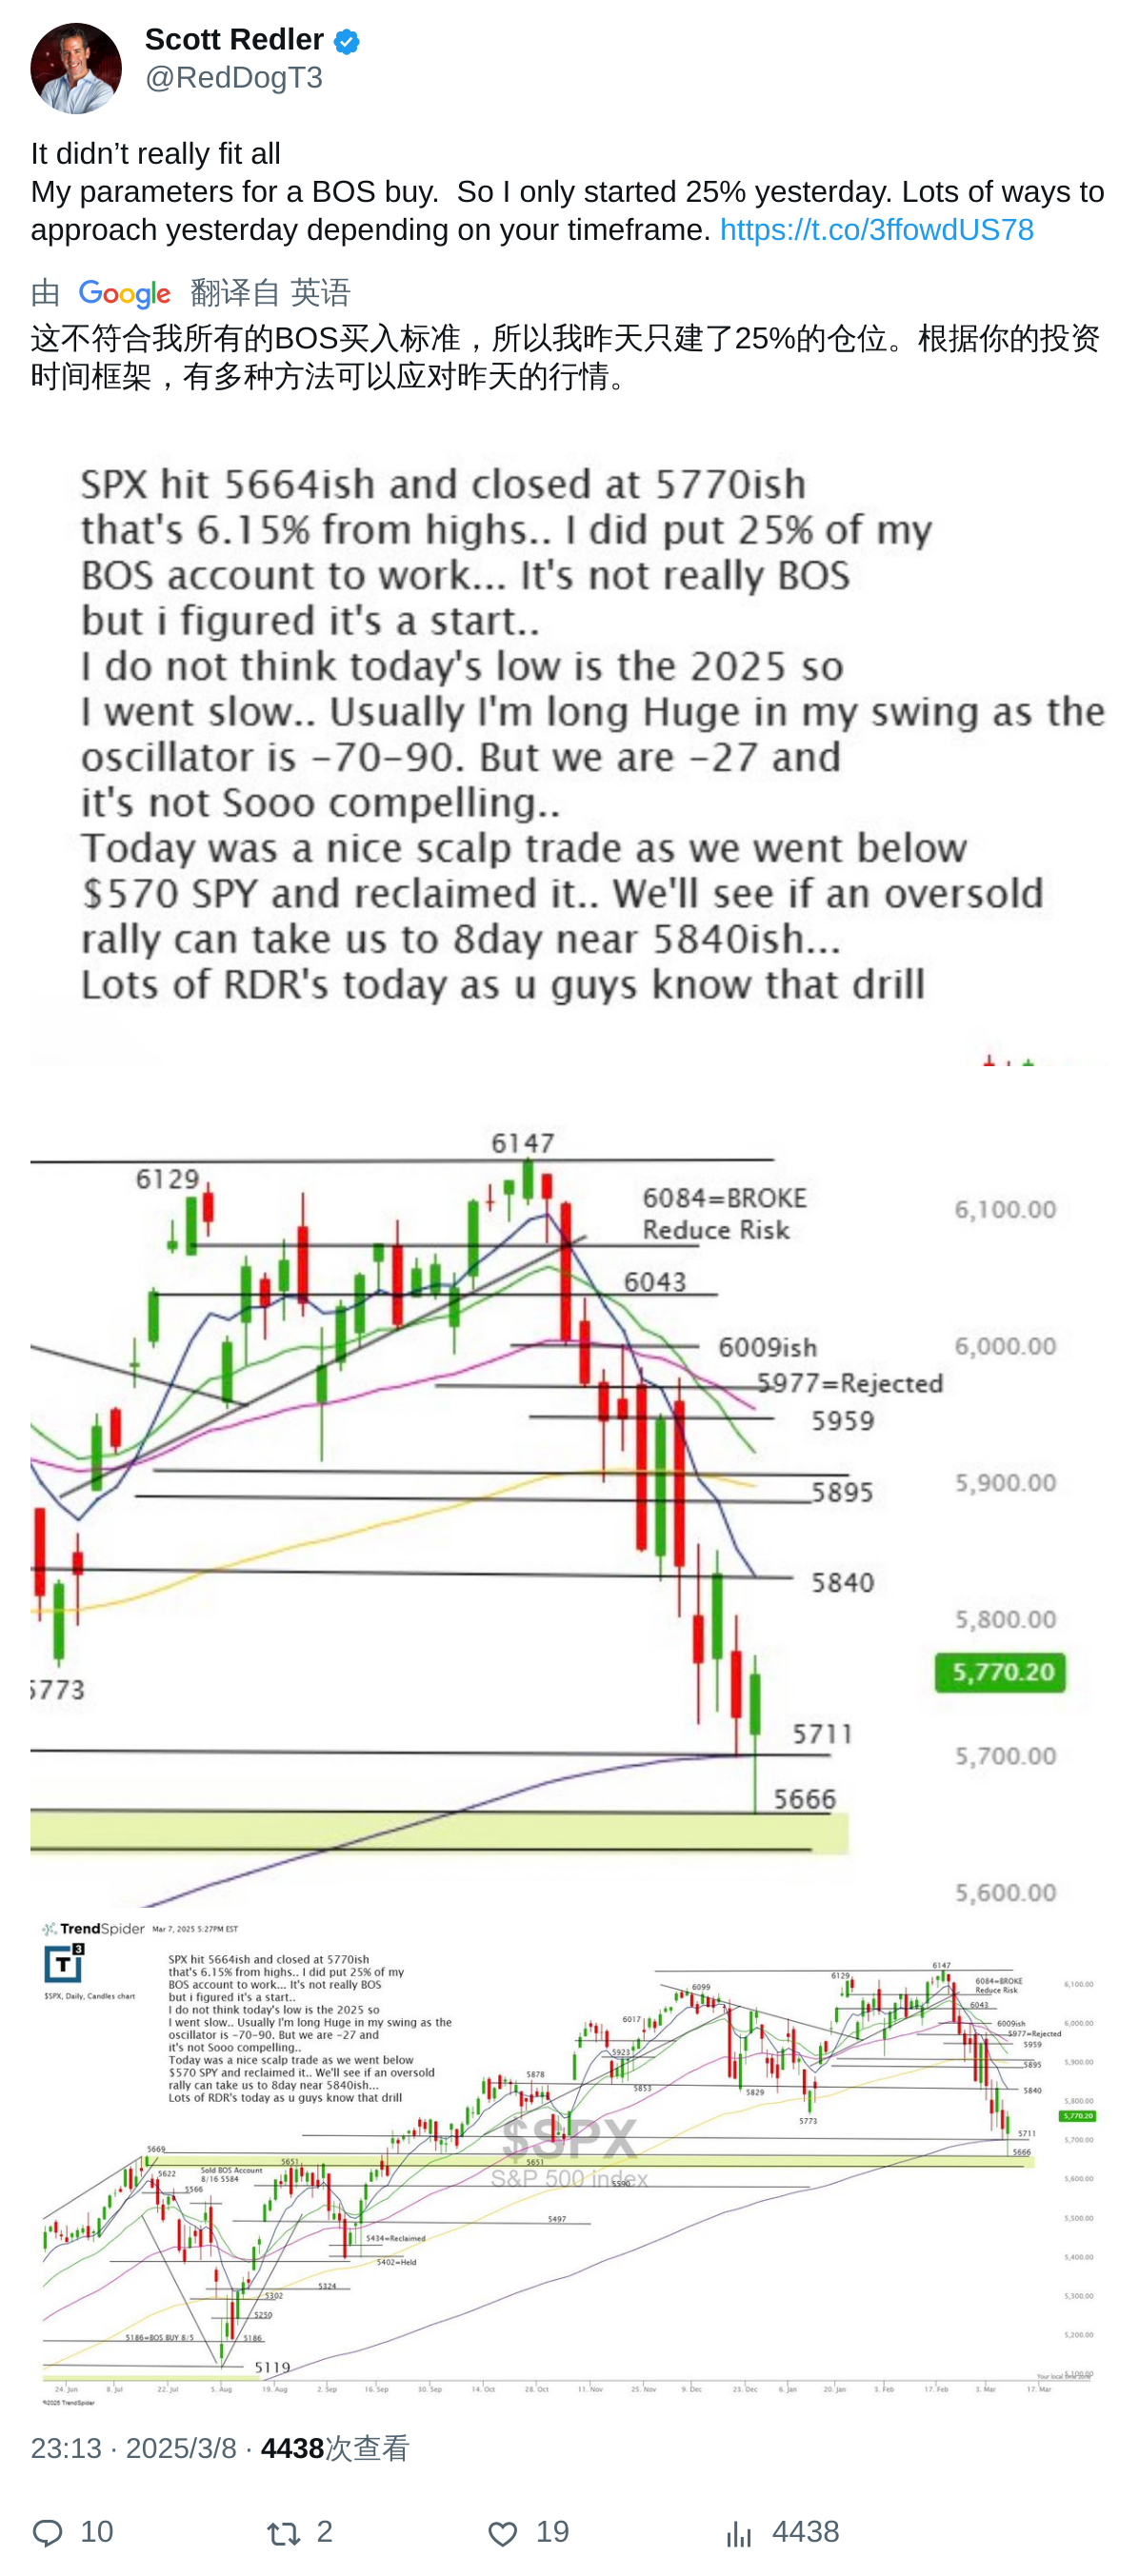 Scott Redler
@RedDogT3
It didn’t really fit all
My parameters for a BOS buy.  So I only started 25% yesterday. Lots of ways to
approach yesterday depending on your timeframe. https://t.co/3ffowdUS78
由 Google 翻译自 英语
这不符合我所有的BOS买入标准，所以我昨天只建了25%的仓位。根据你的投资
时间框架，有多种方法可以应对昨天的行情。
SPX hit 5664ish and closed at 5770ish
that's 6.15% from highs.. I did put 25% of my
BOS account to work... It's not really BOS
but i figured it's a start..
I do not think today's low is the 2025 so
I went slow.. Usually I'm long Huge in my swing as the
oscillator is -70-90. But we are -27 and
it's not Sooo compelling..
Today was a nice scalp trade as we went below
$570 SPY and reclaimed it.. We'll see if an oversold
rally can take us to 8day near 5840ish...
Lots of RDR's today as u guys know that drill
6147
6129
6084=BROKE
Reduce Risk
6,100.00
6043
6009ish
6,000.00
5977=Rejected
5959
5895
5,900.00
5840
5,800.00
5,770.20
5773
5711
5,700.00
5666
5,600.00
TrendSpider Mar 7, 2025 5:27PM EST
T3
$SPX, Daily, Candles chart
SPX hit 5664ish and closed at 5770ish
that's 6.15% from highs.. I did put 25% of my
BOS account to work... It's not really BOS
but i figured it's a start..
I do not think today's low is the 2025 so
I went slow.. Usually I'm long Huge in my swing as the
oscillator is -70-90. But we are -27 and
it's not Sooo compelling..
Today was a nice scalp trade as we went below
$570 SPY and reclaimed it.. We'll see if an oversold
rally can take us to 8day near 5840ish...
Lots of RDR's today as u guys know that drill
6147
6129
6099
6084=BROKE
Reduce Risk
6,100.00
6043
6017
6009ish
6,000.00
5977=Rejected
5959
5923
5895
5,900.00
5878
5853
5829
5840
5,800.00
5773
5,770.20
5711
5,700.00
$SPX
S&P 500 Index
5669
5666
5651
5651
5622
Sold BOS Account
8/16 5584
5590
5,600.00
5566
5497
5,500.00
5434=Reclaimed
5402=Held
5,400.00
5324
5302
5,300.00
5250
5186=BOS BUY 8/5
5186
5,200.00
5119
5,100.00
Your local time zone
24. Jun 8. Jul 22. Jul 5. Aug 19. Aug 2. Sep 16. Sep 30. Sep 14. Oct 28. Oct 11. Nov 25. Nov 9. Dec 23. Dec 6. Jan 20. Jan 3. Feb 17. Feb 3. Mar 17. Mar
©2025 TrendSpider
23:13 · 2025/3/8 · 4438次查看
10 2 19 4438